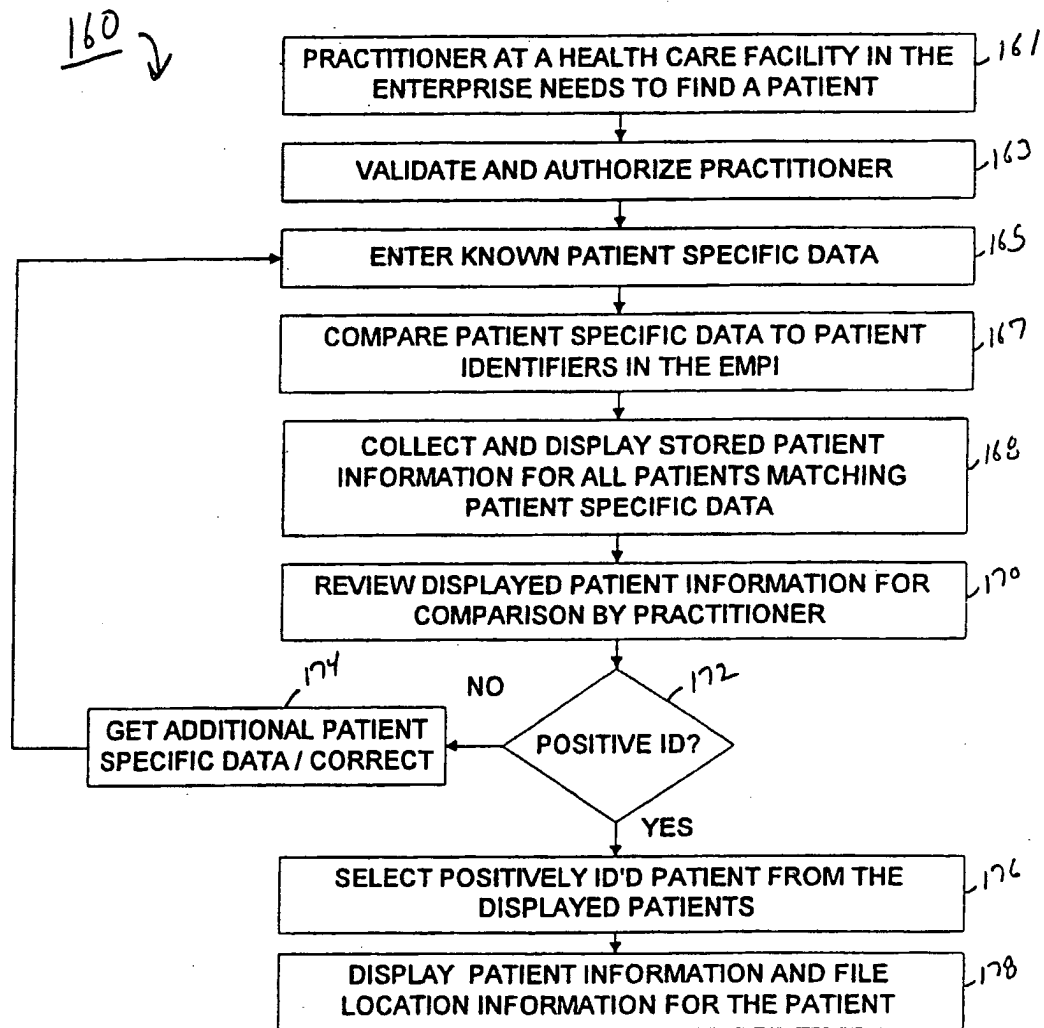 160
PRACTITIONER AT A HEALTH CARE FACILITY IN THE
ENTERPRISE NEEDS TO FIND A PATIENT
161
VALIDATE AND AUTHORIZE PRACTITIONER
163
ENTER KNOWN PATIENT SPECIFIC DATA
165
COMPARE PATIENT SPECIFIC DATA TO PATIENT
IDENTIFIERS IN THE EMPI
167
COLLECT AND DISPLAY STORED PATIENT
INFORMATION FOR ALL PATIENTS MATCHING
PATIENT SPECIFIC DATA
168
REVIEW DISPLAYED PATIENT INFORMATION FOR
COMPARISON BY PRACTITIONER
170
POSITIVE ID?
172
NO
174
GET ADDITIONAL PATIENT
SPECIFIC DATA / CORRECT
YES
SELECT POSITIVELY ID'D PATIENT FROM THE
DISPLAYED PATIENTS
176
DISPLAY PATIENT INFORMATION AND FILE
LOCATION INFORMATION FOR THE PATIENT
178